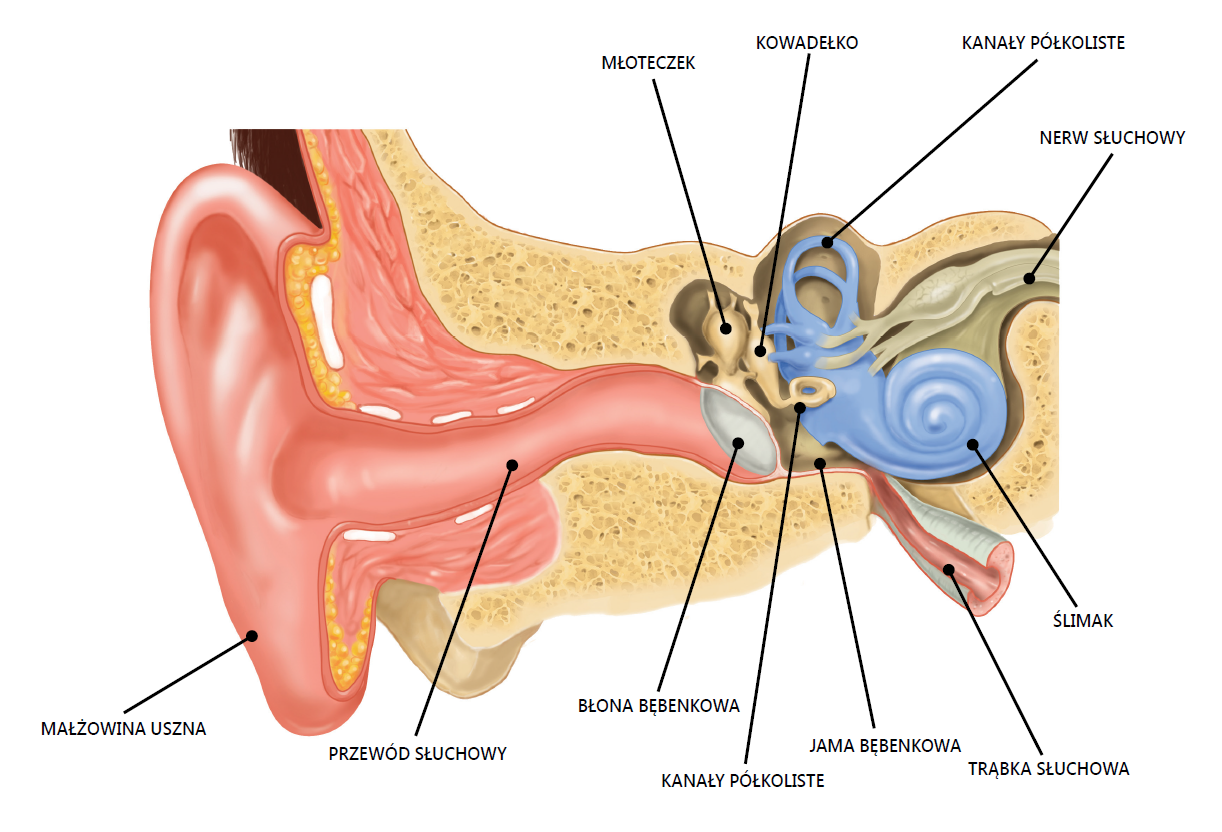 KOWADEŁKO
KANAŁY PÓŁKOLISTE
MŁOTECZEK
NERW SŁUCHOWY
ŚLIMAK
BŁONA BĘBENKOWA
MAŁŻOWINA USZNA
JAMA BĘBENKOWA
PRZEWÓD SŁUCHOWY
TRĄBKA SŁUCHOWA
KANAŁY PÓŁKOLISTE